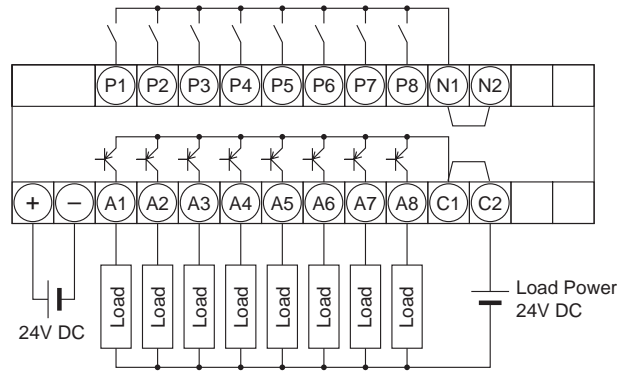 P1 P2 P3 P4 P5 P6 P7 P8 N1 N2
+ − A1 A2 A3 A4 A5 A6 A7 A8 C1 C2
Load Load Load Load Load Load Load Load
24V DC
Load Power
24V DC